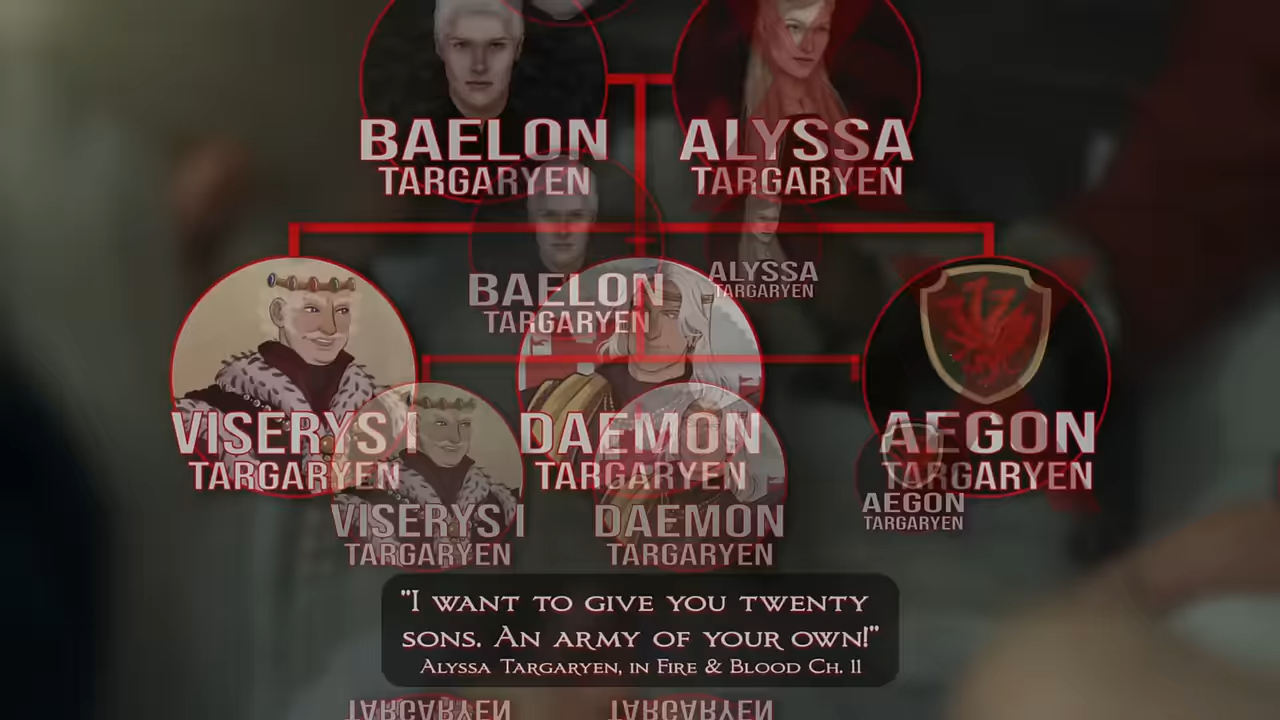 BAELON
TARGARYEN
ALYSSA
TARGARYEN
BAELON
TARGARYEN
ALYSSA
TARGARYEN
VISERYS I
TARGARYEN
DAEMON
TARGARYEN
AEGON
TARGARYEN
VISERYS I
TARGARYEN
DAEMON
TARGARYEN
AEGON
TARGARYEN
"I WANT TO GIVE YOU TWENTY
SONS. AN ARMY OF YOUR OWN!"
ALYSSA TARGARYEN, IN FIRE & BLOOD CH. 11
TARGARYEN
TARGARYEN